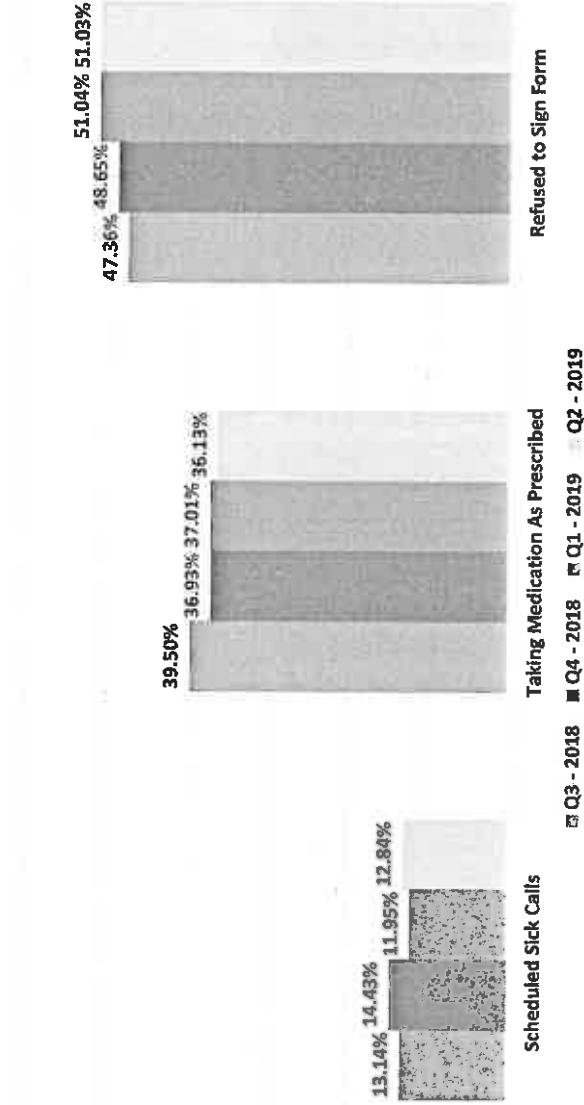 13.14% 14.43% 11.95% 12.84%
39.50% 36.93% 37.01% 36.13%
47.36% 48.65% 51.04% 51.03%
Scheduled Sick Calls
Taking Medication As Prescribed
Refused to Sign Form
Q3 - 2018 Q4 - 2018 Q1 - 2019 Q2 - 2019